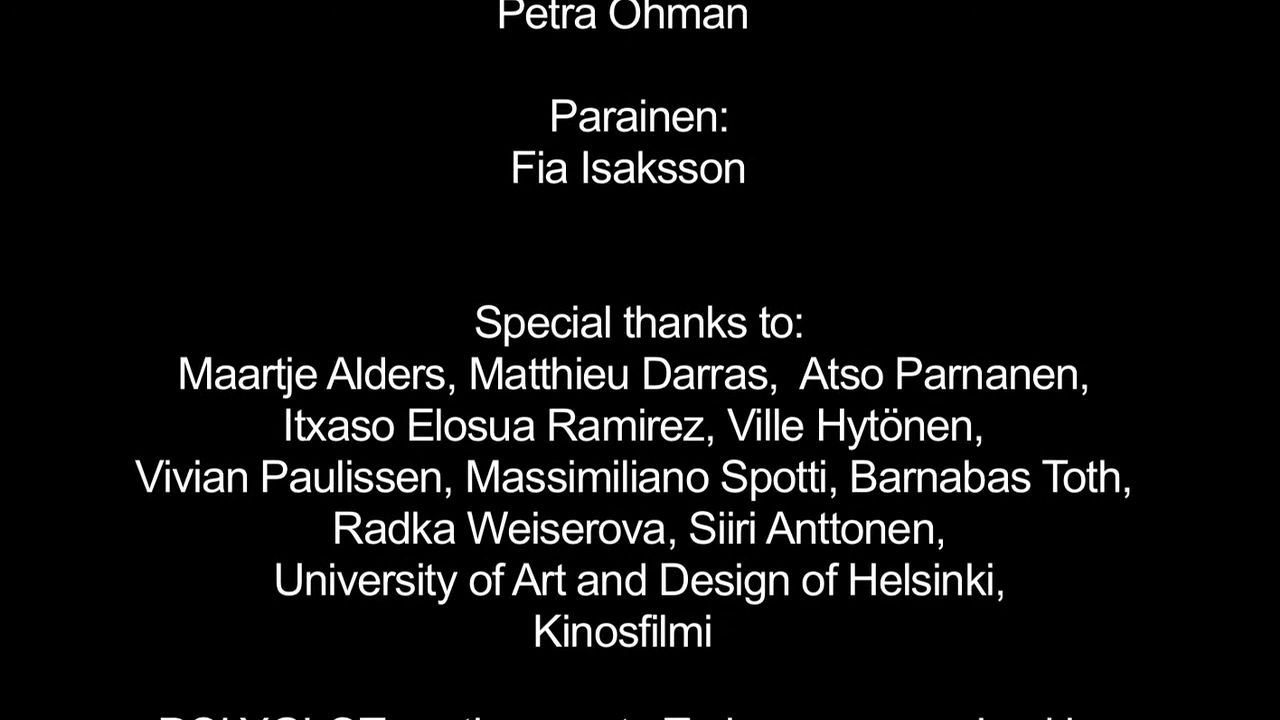 Petra Öhman
Parainen:
Fia Isaksson
Special thanks to:
Maartje Alders, Matthieu Darras, Atso Parnanen,
Itxaso Elosua Ramirez, Ville Hytönen,
Vivian Paulissen, Massimiliano Spotti, Barnabas Toth,
Radka Weiserova, Siiri Anttonen,
University of Art and Design of Helsinki,
Kinosfilmi